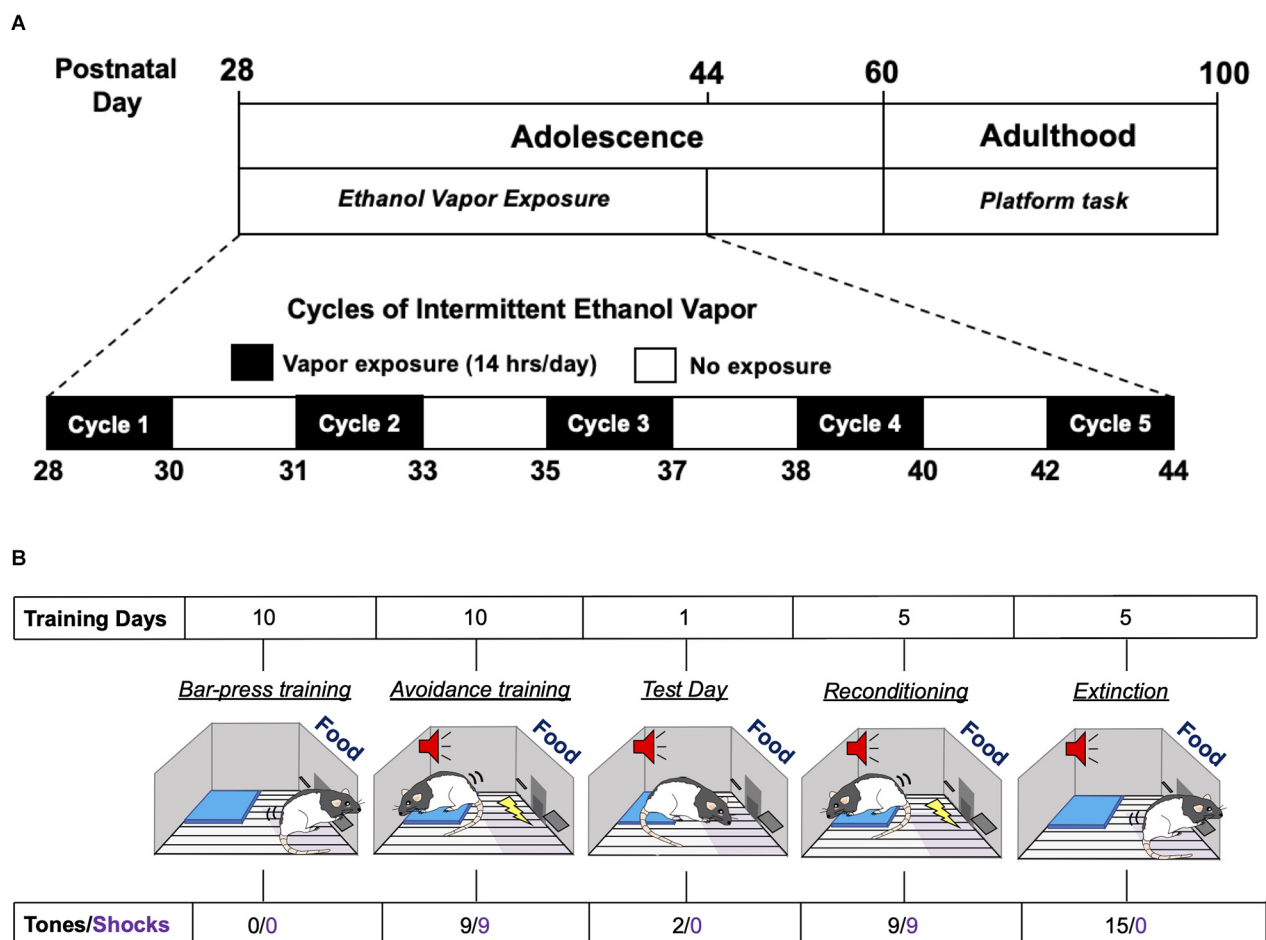 A
Postnatal Day 28 44 60 100
Adolescence Adulthood
Ethanol Vapor Exposure Platform task
Cycles of Intermittent Ethanol Vapor
Vapor exposure (14 hrs/day) No exposure
Cycle 1 Cycle 2 Cycle 3 Cycle 4 Cycle 5
28 30 31 33 35 37 38 40 42 44
B
Training Days 10 10 1 5 5
Bar-press training Avoidance training Test Day Reconditioning Extinction
Food Food Food Food Food
Tones/Shocks 0/0 9/9 2/0 9/9 15/0